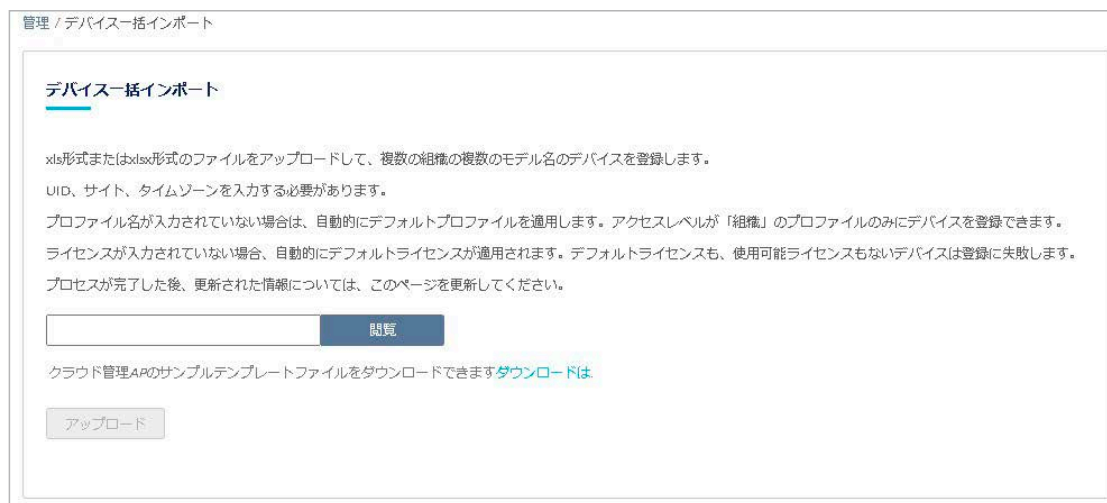 管理 / デバイス一括インポート
デバイス一括インポート
xls形式またはxlsx形式のファイルをアップロードして、複数の組織の複数のモデル名のデバイスを登録します。
UID、サイト、タイムゾーンを入力する必要があります。
プロファイル名が入力されていない場合は、自動的にデフォルトプロファイルを適用します。アクセスレベルが「組織」のプロファイルのみにデバイスを登録できます。
ライセンスが入力されていない場合、自動的にデフォルトライセンスが適用されます。デフォルトライセンスも、使用可能ライセンスもないデバイスは登録に失敗します。
プロセスが完了した後、更新された情報については、このページを更新してください。
閲覧
クラウド管理APのサンプルテンプレートファイルをダウンロードできますダウンロードは.
アップロード